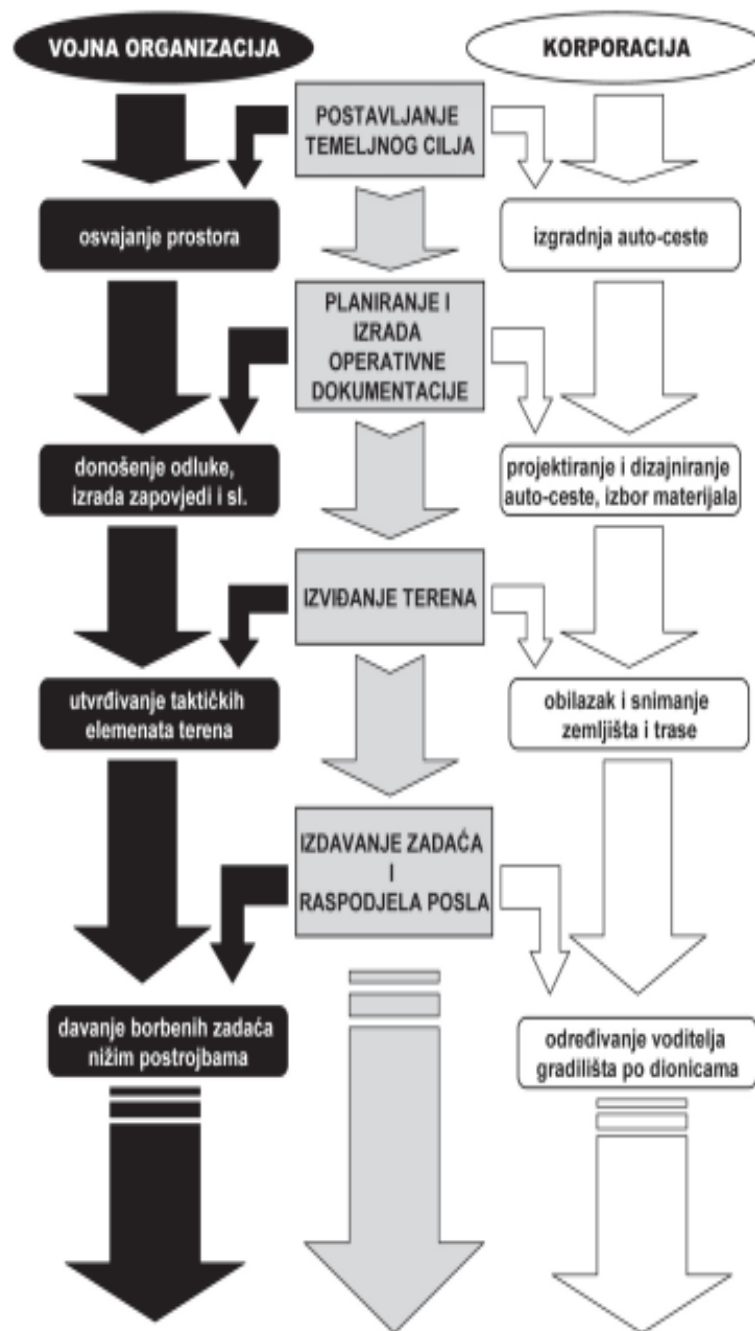 VOJNA ORGANIZACIJA
KORPORACIJA
POSTAVLJANJE
TEMELJNOG CILJA
osvajanje prostora
izgradnja auto-ceste
PLANIRANJE I
IZRADA
OPERATIVNE
DOKUMENTACIJE
donošenje odluke,
izrada zapovjedi i sl.
projektiranje i dizajniranje
auto-ceste, izbor materijala
IZVIĐANJE TERENA
utvrđivanje taktičkih
elemenata terena
obilazak i snimanje
zemljišta i trase
IZDAVANJE ZADAĆA
I
RASPODJELA POSLA
davanje borbenih zadaća
nižim postrojbama
određivanje voditelja
gradilišta po dionicama